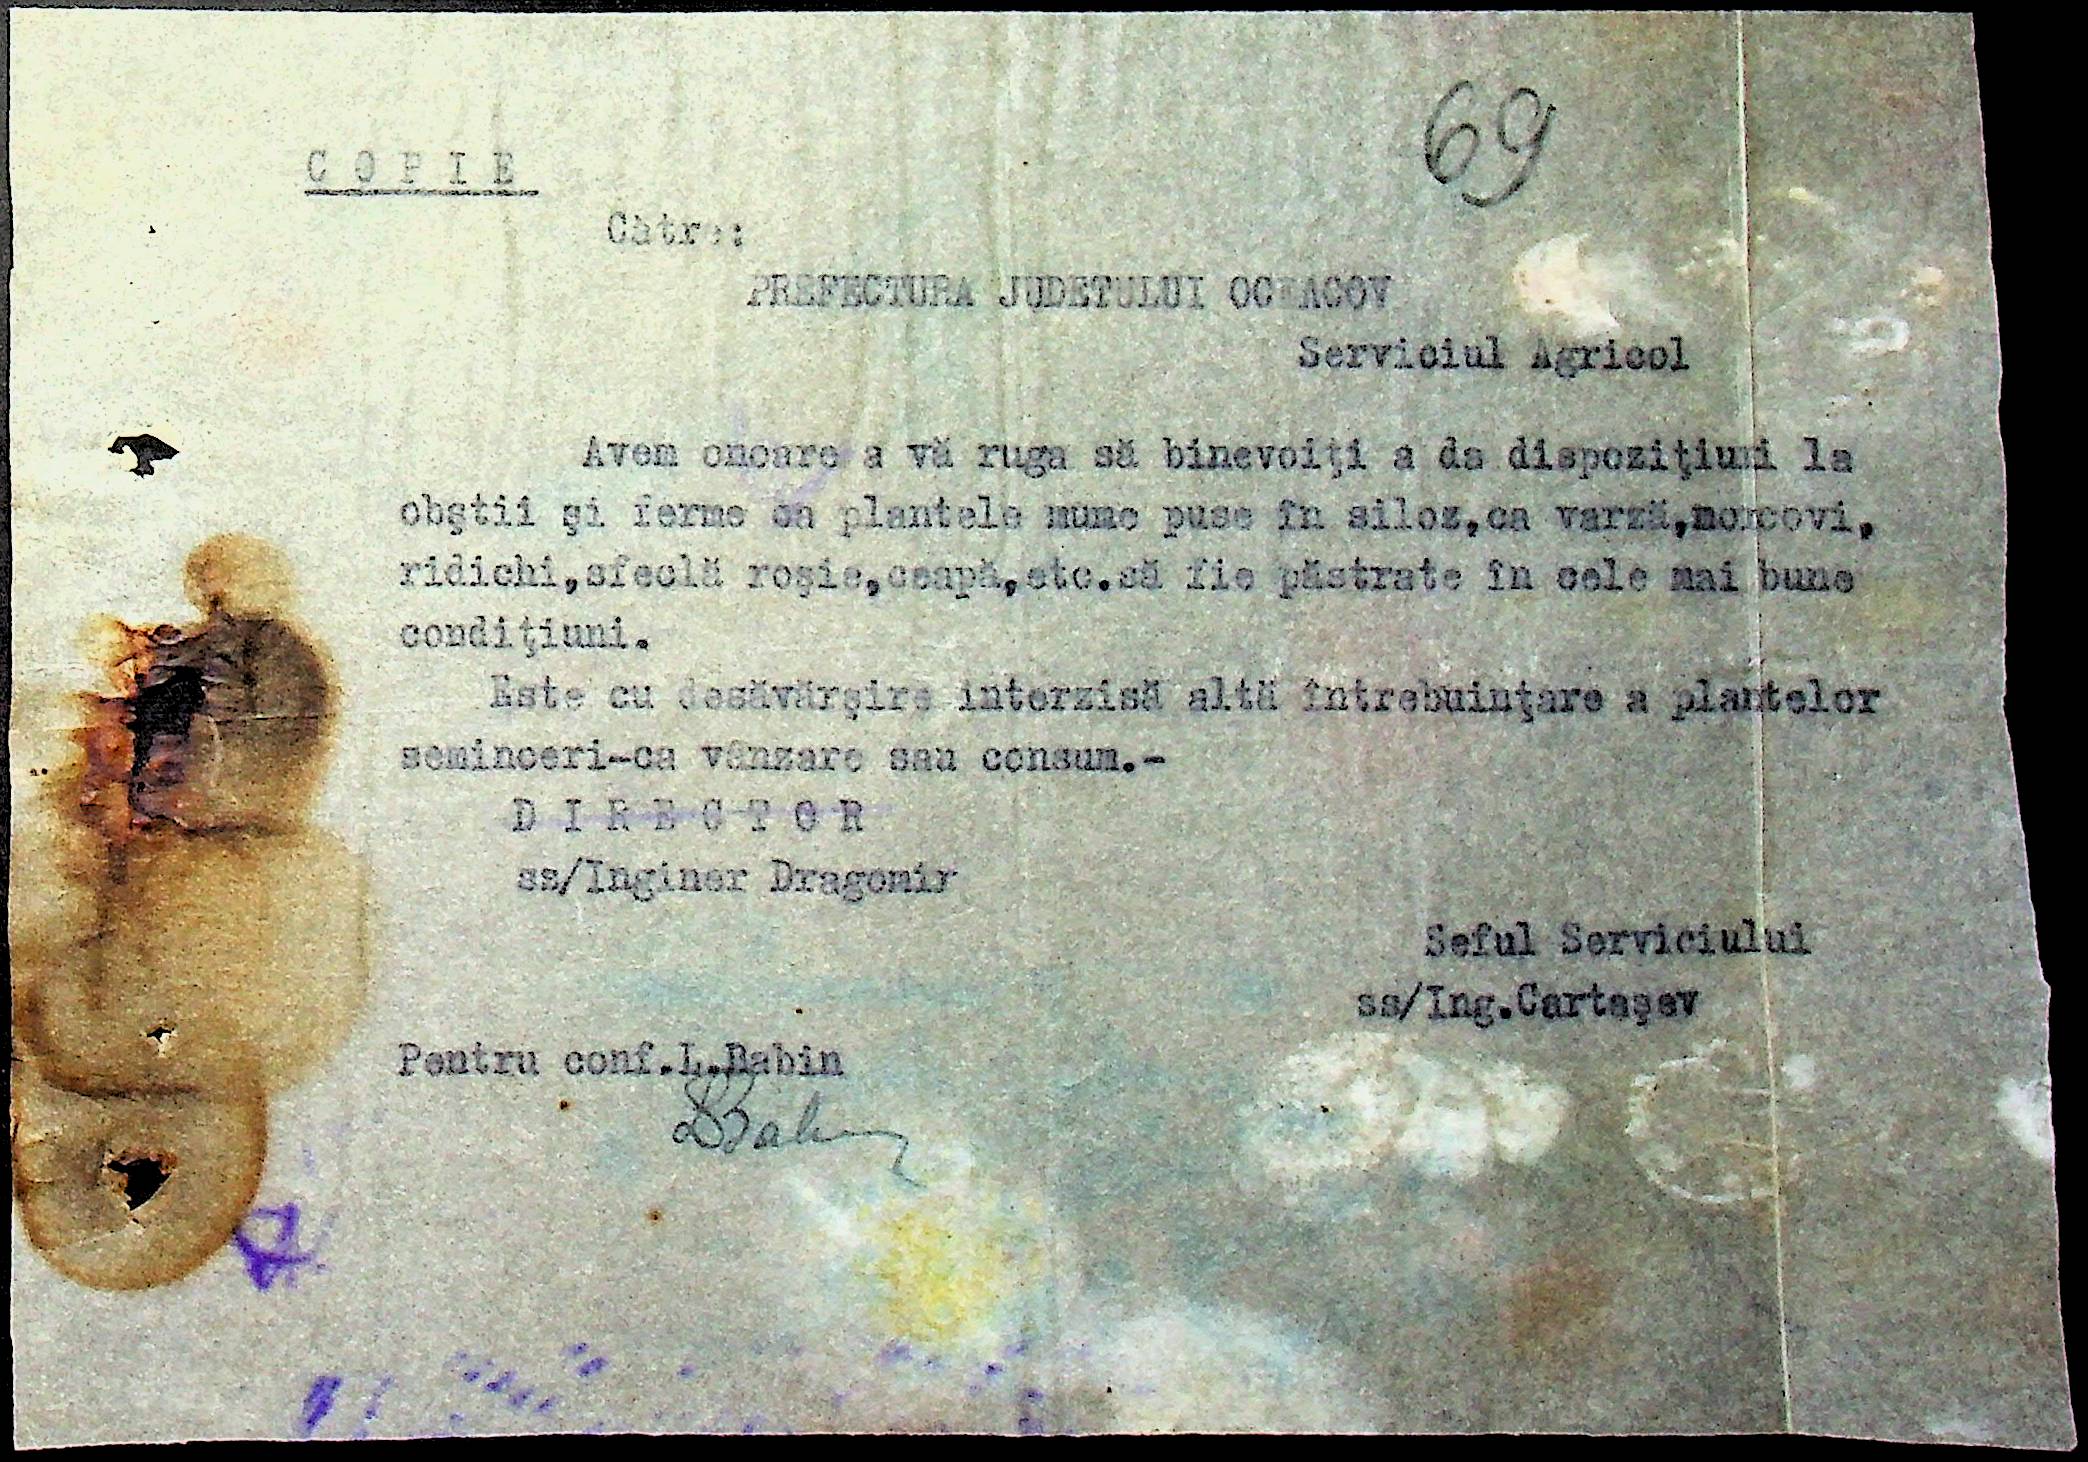 69
COPIE
Càtre:
PREFECTURA JUDETULUI OCEACOV
Serviciul Agricol
Avem onoare a vă ruga să binevoiţi a da dispoziţiuni la
obştii şi ferme ca plantele mume puse în siloz,ca varză,morcovi,
ridichi,sfeclă roşie,ceapă,etc.să fie păstrate în cele mai bune
condiţiuni.
Este cu desăvărşire interzisă altă întrebuinţare a plantelor
seminceri-ca vânzare sau consum.-
DIRECTOR
ss/Inginer Dragomir
Seful Serviciului
ss/Ing.Cartaşev
Pentru conf.L.Babin